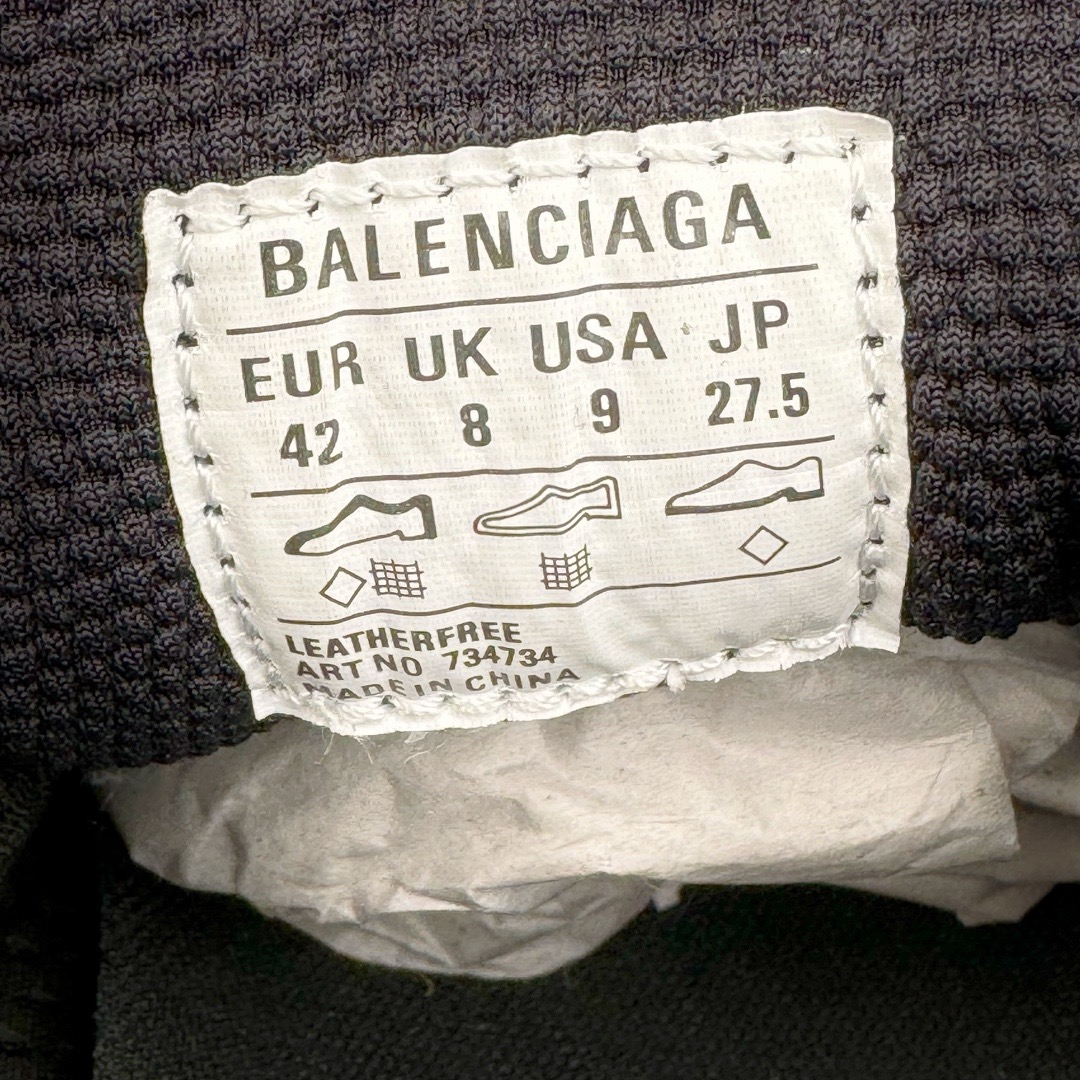 BALENCIAGA
EUR UK USA JP
42 8 9 27.5
LEATHERFREE
ART NO 734734
MADE IN CHINA